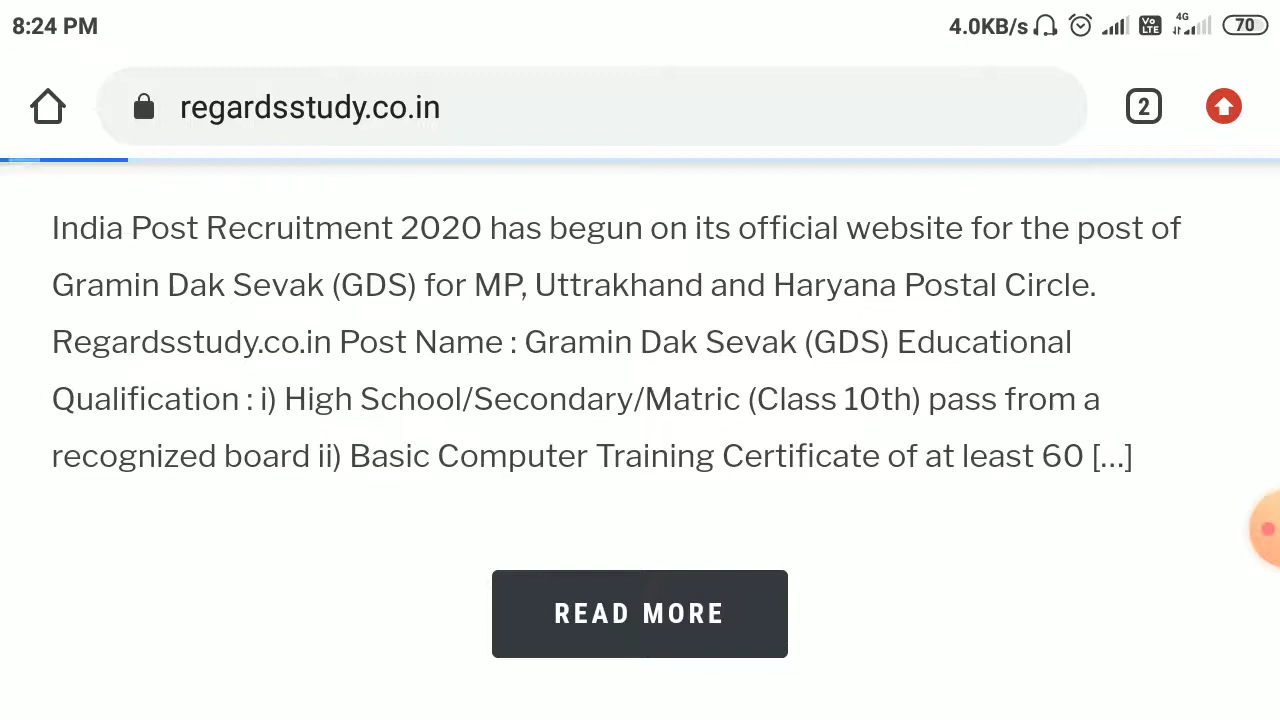 8:24 PM
4.0KB/s
Vo LTE
4G
70
regardsstudy.co.in
2
India Post Recruitment 2020 has begun on its official website for the post of
Gramin Dak Sevak (GDS) for MP, Uttrakhand and Haryana Postal Circle.
Regardsstudy.co.in Post Name : Gramin Dak Sevak (GDS) Educational
Qualification : i) High School/Secondary/Matric (Class 10th) pass from a
recognized board ii) Basic Computer Training Certificate of at least 60 [...]
READ MORE